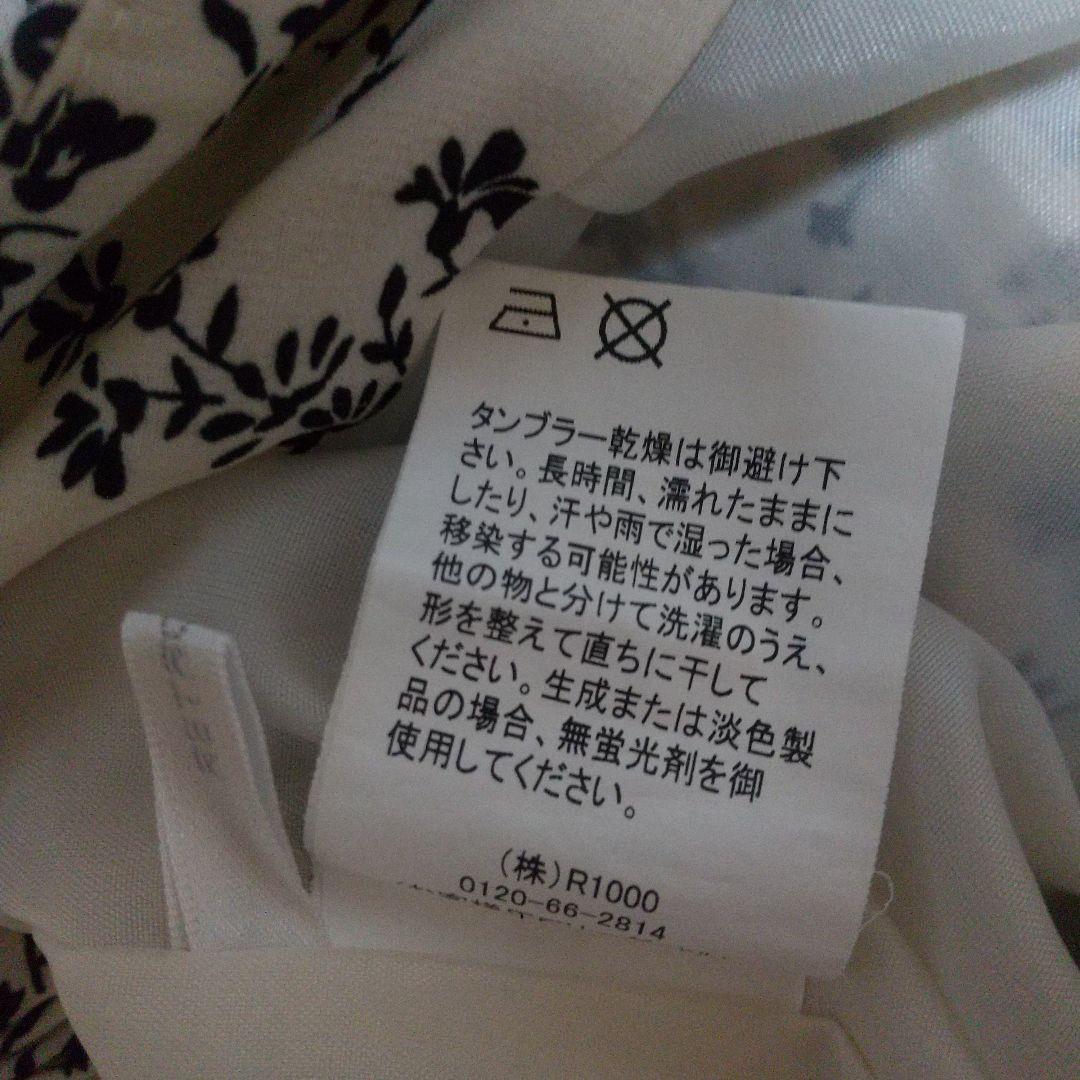 タンブラー乾燥は御避け下
さい。長時間、濡れたままに
したり、汗や雨で湿った場合、
移染する可能性があります。
他の物と分けて洗濯のうえ、
形を整えて直ちに干して
ください。生成または淡色製
品の場合、無蛍光剤を御
使用してください。
(株)R1000
0120-66-2814